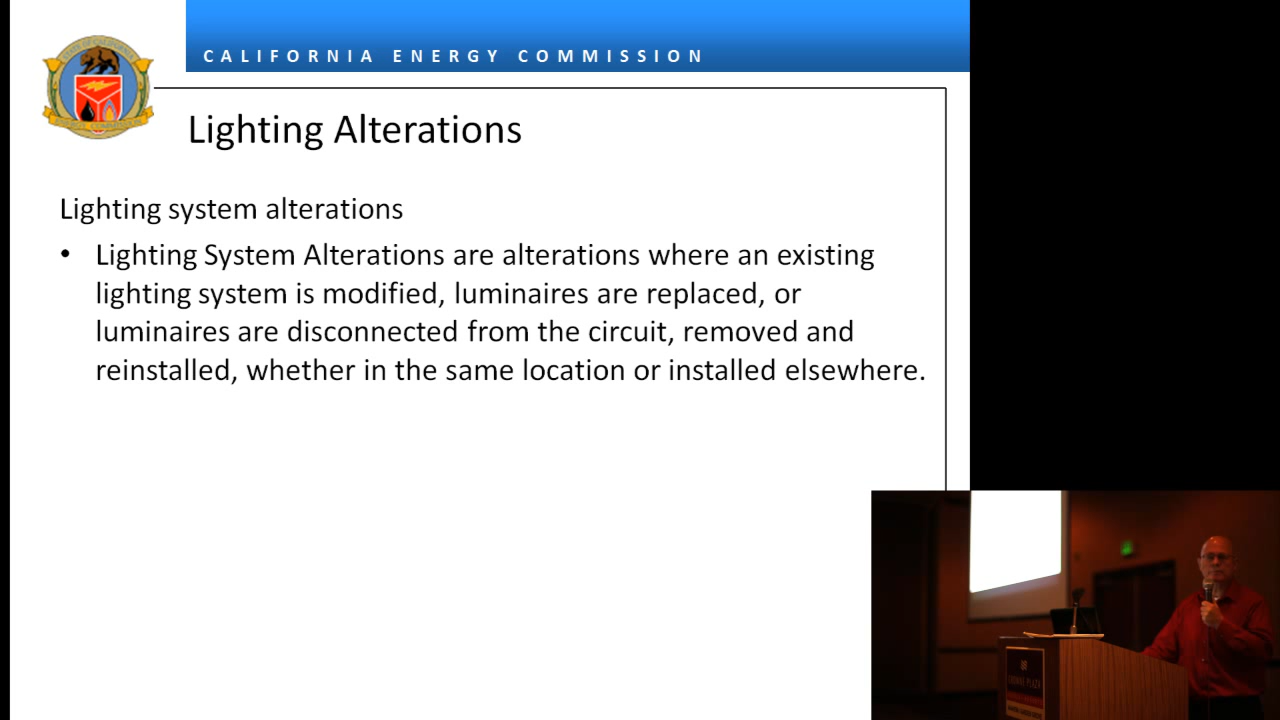 CALIFORNIA ENERGY COMMISSION
Lighting Alterations
Lighting system alterations
• Lighting System Alterations are alterations where an existing
lighting system is modified, luminaires are replaced, or
luminaires are disconnected from the circuit, removed and
reinstalled, whether in the same location or installed elsewhere.